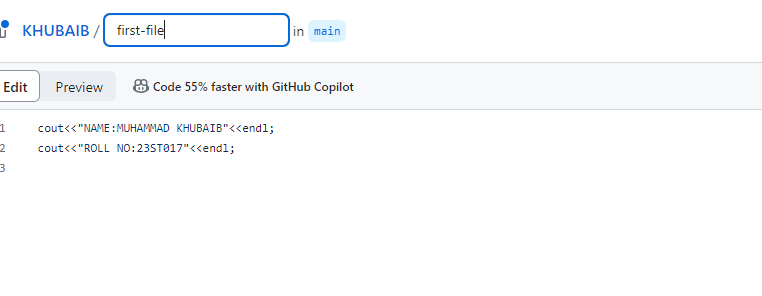 KHUBAIB / first-file in main
Edit Preview Code 55% faster with GitHub Copilot
1 cout<<"NAME:MUHAMMAD KHUBAIB"<<endl;
2 cout<<"ROLL NO:23ST017"<<endl;
3